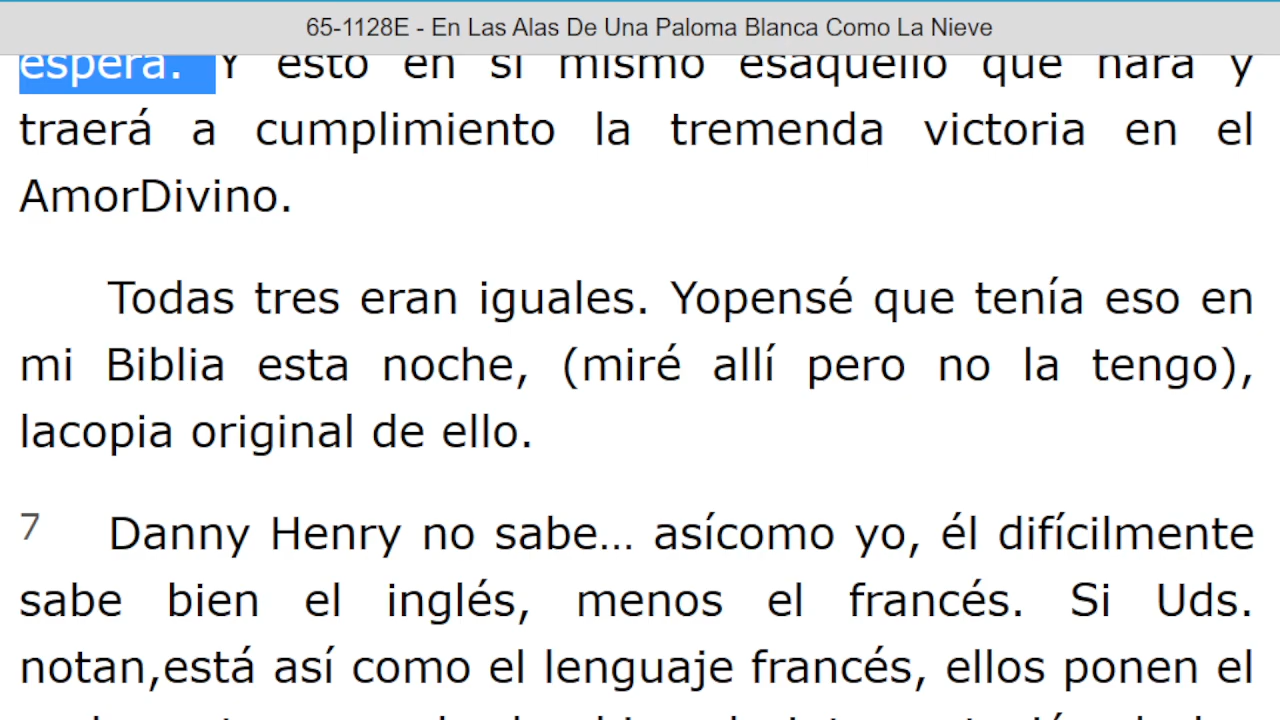 65-1128E - En Las Alas De Una Paloma Blanca Como La Nieve
espera. Y esto en sí mismo esaquello que hará y
traerá a cumplimiento la tremenda victoria en el
AmorDivino.
Todas tres eran iguales. Yopensé que tenía eso en
mi Biblia esta noche, (miré allí pero no la tengo),
lacopia original de ello.
7 Danny Henry no sabe… asícomo yo, él difícilmente
sabe bien el inglés, menos el francés. Si Uds.
notan,está así como el lenguaje francés, ellos ponen el